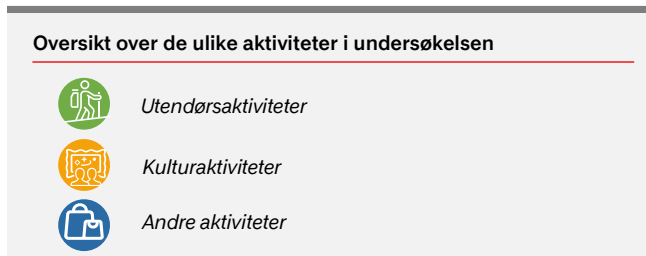 Oversikt over de ulike aktiviteter i undersøkelsen
Utendørsaktiviteter
Kulturaktiviteter
Andre aktiviteter